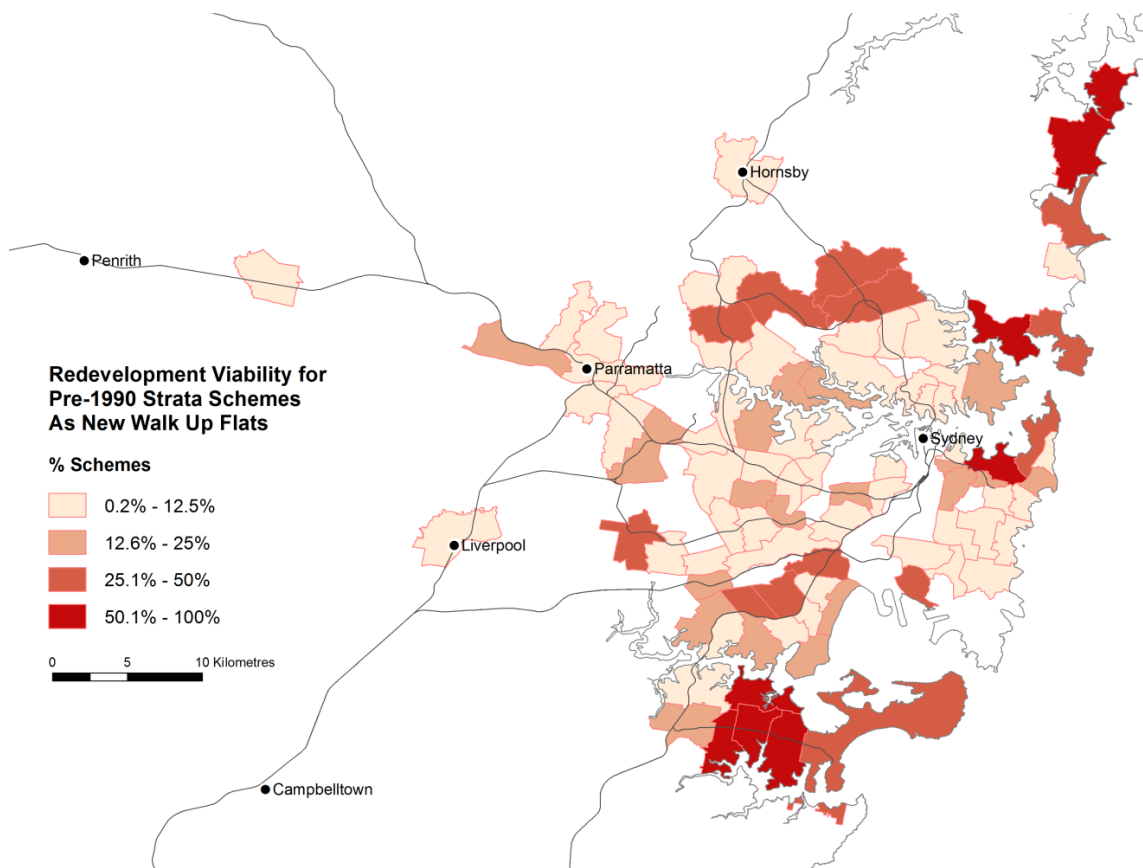 Hornsby
Penrith
Parramatta
Redevelopment Viability for
Pre-1990 Strata Schemes
As New Walk Up Flats
Sydney
% Schemes
0.2% - 12.5%
12.6% - 25%
Liverpool
25.1% - 50%
50.1% - 100%
0 5 10 Kilometres
Campbelltown